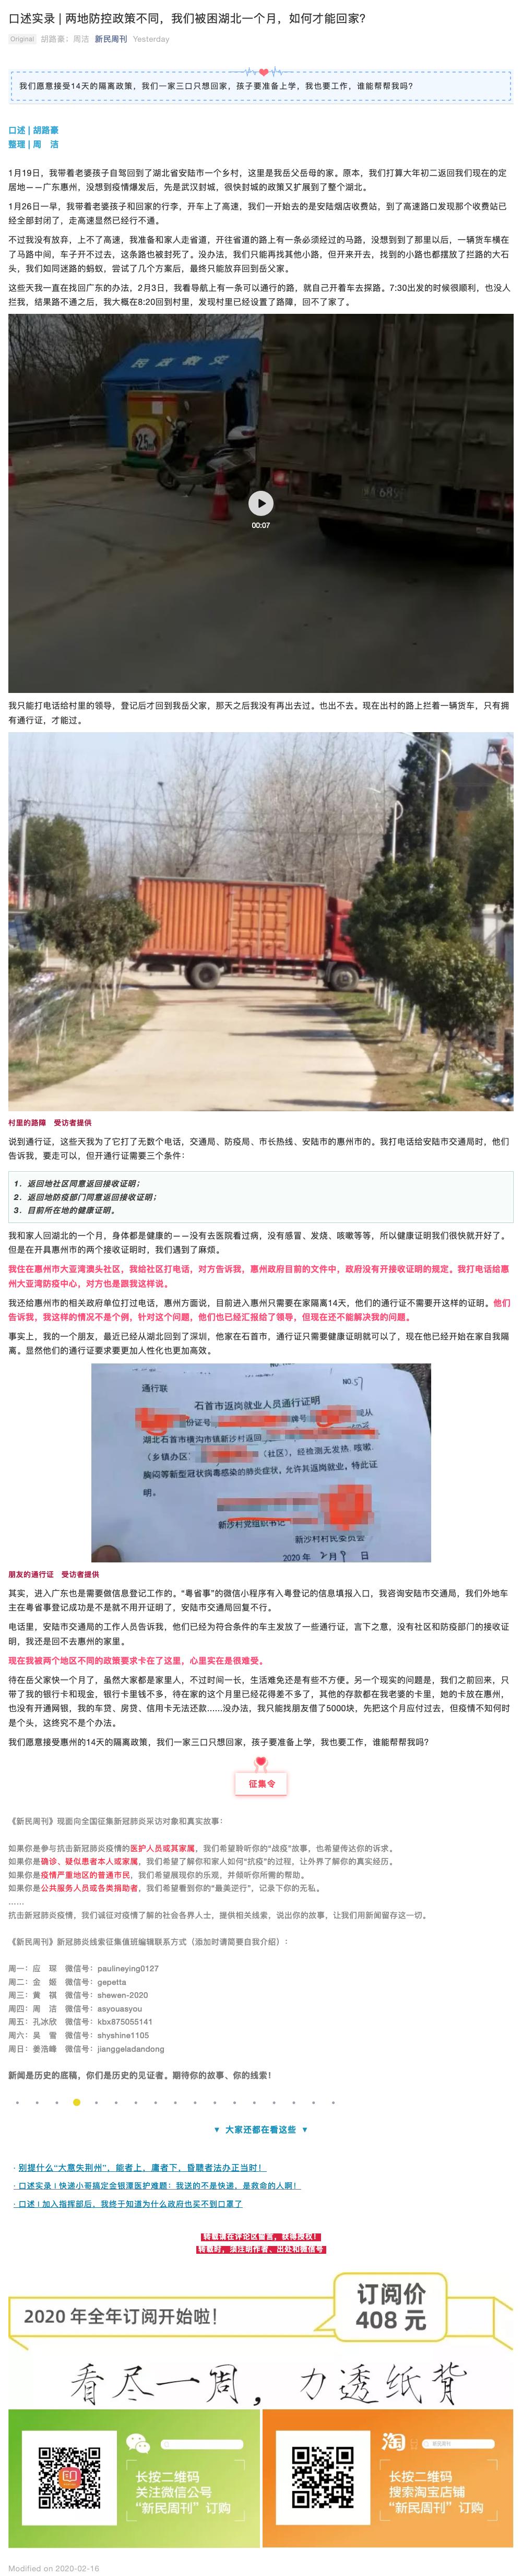 口述实录 | 两地防控政策不同，我们被困湖北一个月，如何才能回家？
Original 胡路豪：周洁 新民周刊 Yesterday
我们愿意接受14天的隔离政策，我们一家三口只想回家，孩子要准备上学，我也要工作，谁能帮帮我吗？
口述 | 胡路豪
整理 | 周　洁
1月19日，我带着老婆孩子自驾回到了湖北省安陆市一个乡村，这里是我岳父岳母的家。原本，我们打算大年初二返回我们现在的定
居地——广东惠州，没想到疫情爆发后，先是武汉封城，很快封城的政策又扩展到了整个湖北。
1月26日一早，我带着老婆孩子和回家的行李，开车上了高速，我们一开始去的是安陆烟店收费站，到了高速路口发现那个收费站已
经全部封闭了，走高速显然已经行不通。
不过我没有放弃，上不了高速，我准备和家人走省道，开往省道的路上有一条必须经过的马路，没想到到了那里以后，一辆货车横在
了马路中间，车子开不过去，这条路也被封死了。没办法，我们只能再找其他小路，但开来开去，找到的小路也都摆放了拦路的大石
头，我们如同迷路的蚂蚁，尝试了几个方案后，最终只能放弃回到岳父家。
这些天我一直在找回广东的办法，2月3日，我看导航上有一条可以通行的路，就自己开着车去探路。7:30出发的时候很顺利，也没人
拦我，结果路不通之后，我大概在8:20回到村里，发现村里已经设置了路障，回不了家了。
25
00:07
我只能打电话给村里的领导，登记后才回到我岳父家，那天之后我没有再出去过。也出不去。现在出村的路上拦着一辆货车，只有拥
有通行证，才能过。
村里的路障　受访者提供
说到通行证，这些天我为了它打了无数个电话，交通局、防疫局、市长热线、安陆市的惠州市的。我打电话给安陆市交通局时，他们
告诉我，要走可以，但开通行证需要三个条件：
1．返回地社区同意返回接收证明；
2．返回地防疫部门同意返回接收证明；
3．目前所在地的健康证明。
我和家人回湖北的一个月，身体都是健康的——没有去医院看过病，没有感冒、发烧、咳嗽等等，所以健康证明我们很快就开好了。
但是在开具惠州市的两个接收证明时，我们遇到了麻烦。
我住在惠州市大亚湾澳头社区，我给社区打电话，对方告诉我，惠州政府目前的文件中，政府没有开接收证明的规定。我打电话给惠
州大亚湾防疫中心，对方也是跟我这样说。
我还给惠州市的相关政府单位打过电话，惠州方面说，目前进入惠州只需要在家隔离14天，他们的通行证不需要开这样的证明。他们
告诉我，我这样的情况不是个例，针对这个问题，他们也已经汇报给了领导，但现在还不能解决我的问题。
事实上，我的一个朋友，最近已经从湖北回到了深圳，他家在石首市，通行证只需要健康证明就可以了，现在他已经开始在家自我隔
离。显然他们的通行证要求要更加人性化也更加高效。
通行联
No.57
石首市返岗就业人员通行证明
份证号
牌号
现从
湖北石首市横沟市镇新沙村返回
（乡镇办区：
（社区），经检测无发热、咳嗽、
胸闷等新型冠状病毒感染的肺炎症状，允许其返岗就业。特此证
明。
新沙村党组织书记
新沙村村民委员会
2020 年 2 月 9 日
朋友的通行证　受访者提供
其实，进入广东也是需要做信息登记工作的。“粤省事”的微信小程序有入粤登记的信息填报入口，我咨询安陆市交通局，我们外地车
主在粤省事登记成功是不是就不用开证明了，安陆市交通局回复不行。
电话里，安陆市交通局的工作人员告诉我，他们已经为符合条件的车主发放了一些通行证，言下之意，没有社区和防疫部门的接收证
明，我还是回不去惠州的家里。
现在我被两个地区不同的政策要求卡在了这里，心里实在是很难受。
待在岳父家快一个月了，虽然大家都是家里人，不过时间一长，生活难免还是有些不方便。另一个现实的问题是，我们之前回来，只
带了我的银行卡和现金，银行卡里钱不多，待在家的这个月里已经花得差不多了，其他的存款都在我老婆的卡里，她的卡放在惠州，
也没有开通网银，我的车贷、房贷、信用卡无法还款......没办法，我只能找朋友借了5000块，先把这个月应付过去，但疫情不知何时
是个头，这终究不是个办法。
我们愿意接受惠州的14天的隔离政策，我们一家三口只想回家，孩子要准备上学，我也要工作，谁能帮帮我吗？
征集令
《新民周刊》现面向全国征集新冠肺炎采访对象和真实故事：
如果你是参与抗击新冠肺炎疫情的医护人员或其家属，我们希望聆听你的“战疫”故事，也希望传达你的诉求。
如果你是确诊、疑似患者本人或家属，我们希望了解你和家人如何“抗疫”的过程，让外界了解你的真实经历。
如果你是疫情严重地区的普通市民，我们希望展现你的乐观，并倾听你所需的帮助。
如果你是公共服务人员或各类捐助者，我们希望看到你的“最美逆行”，记录下你的无私。
……
抗击新冠肺炎疫情，我们诚征对疫情了解的社会各界人士，提供相关线索，说出你的故事，让我们用新闻留存这一切。
《新民周刊》新冠肺炎线索征集值班编辑联系方式（添加时请简要自我介绍）：
周一：应　琛　微信号：paulineying0127
周二：金　姬　微信号：gepetta
周三：黄　祺　微信号：shewen-2020
周四：周　洁　微信号：asyouasyou
周五：孔冰欣　微信号：kbx875055141
周六：吴　雪　微信号：shyshine1105
周日：姜浩峰　微信号：jianggeladandong
新闻是历史的底稿，你们是历史的见证者。期待你的故事、你的线索！
▼ 大家还都在看这些 ▼
· 别提什么“大意失荆州”，能者上，庸者下，昏聩者法办正当时！
· 口述实录 | 快递小哥搞定金银潭医护难题：我送的不是快递，是救命的人啊！
· 口述 | 加入指挥部后，我终于知道为什么政府也买不到口罩了
转载请在评论区留言，获得授权！
转载时，须注明作者、出处和微信号
2020 年全年订阅开始啦！
订阅价
408 元
看尽一周，力透纸背
长按二维码
关注微信公号
“新民周刊”订购
淘
长按二维码
搜索淘宝店铺
“新民周刊”订购
Modified on 2020-02-16